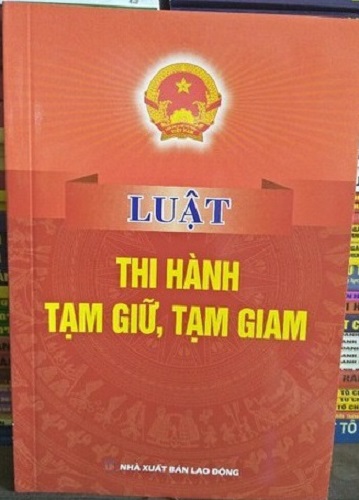 LUẬT
THI HÀNH
TẠM GIỮ, TẠM GIAM
NHÀ XUẤT BẢN LAO ĐỘNG